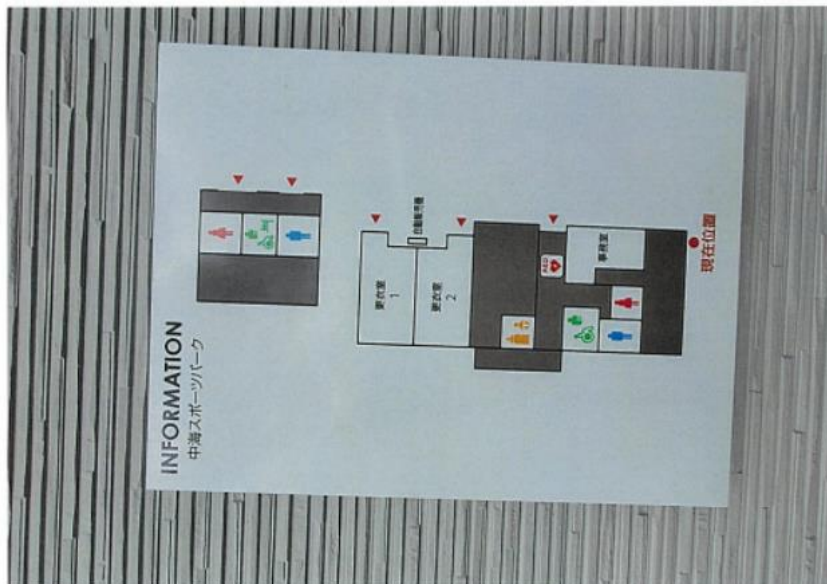 INFORMATION
中海スポーツパーク
更衣室
1
自動販売機
更衣室
2
AED
事務室
現在位置